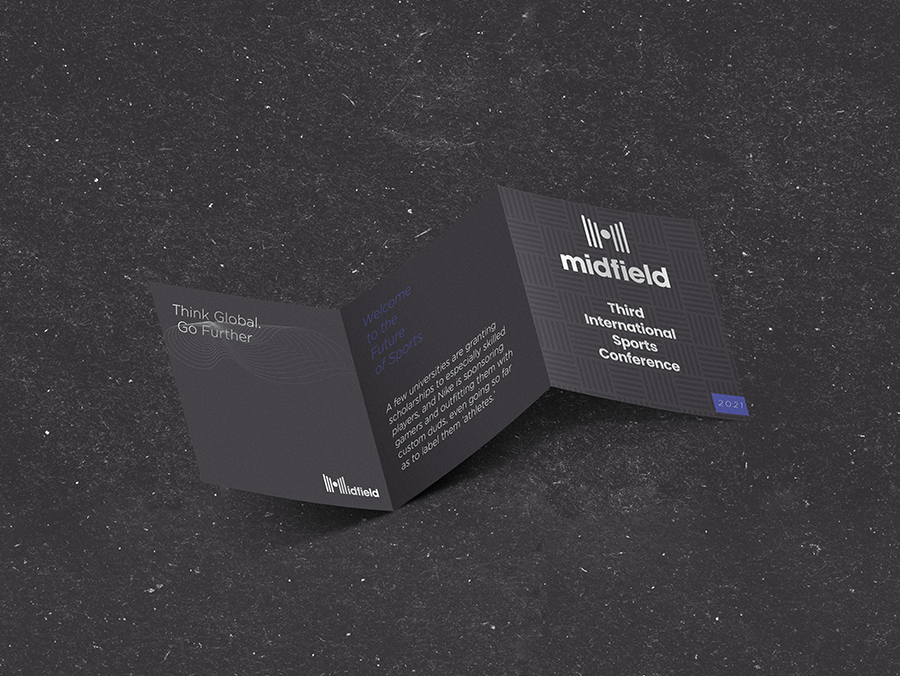 Think Global.
Go Further
Midfield
Welcome
to the
Future
of Sports
A few universities are granting
scholarships to especially skilled
players, and Nike is sponsoring
gamers and outfitting them with
custom duds, even going so far
as to label them ‘athletes.’
midfield
Third
International
Sports
Conference
2021